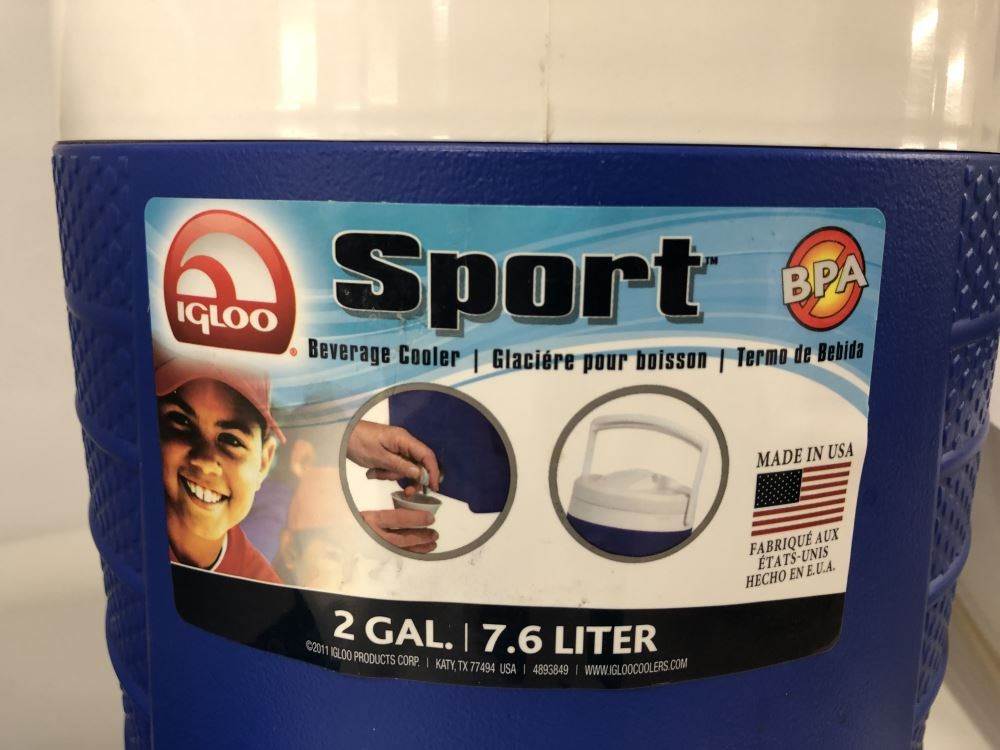 IGLOO®
Sport™
BPA
Beverage Cooler | Glaciére pour boisson | Termo de Bebida
MADE IN USA
FABRIQUÉ AUX
ÉTATS-UNIS
HECHO EN E.U.A.
2 GAL. | 7.6 LITER
©2011 IGLOO PRODUCTS CORP. | KATY, TX 77494 USA | 4893849 | WWW.IGLOOCOOLERS.COM